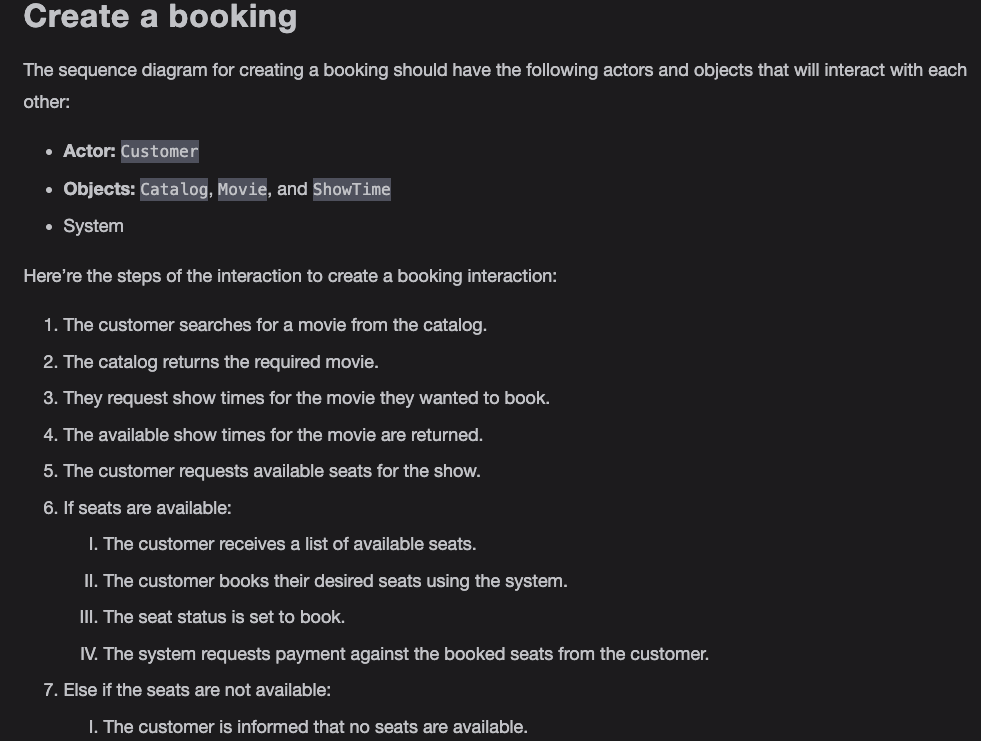 Create a booking
The sequence diagram for creating a booking should have the following actors and objects that will interact with each
other:
• Actor: Customer
• Objects: Catalog, Movie, and ShowTime
• System
Here’re the steps of the interaction to create a booking interaction:
1. The customer searches for a movie from the catalog.
2. The catalog returns the required movie.
3. They request show times for the movie they wanted to book.
4. The available show times for the movie are returned.
5. The customer requests available seats for the show.
6. If seats are available:
I. The customer receives a list of available seats.
II. The customer books their desired seats using the system.
III. The seat status is set to book.
IV. The system requests payment against the booked seats from the customer.
7. Else if the seats are not available:
I. The customer is informed that no seats are available.